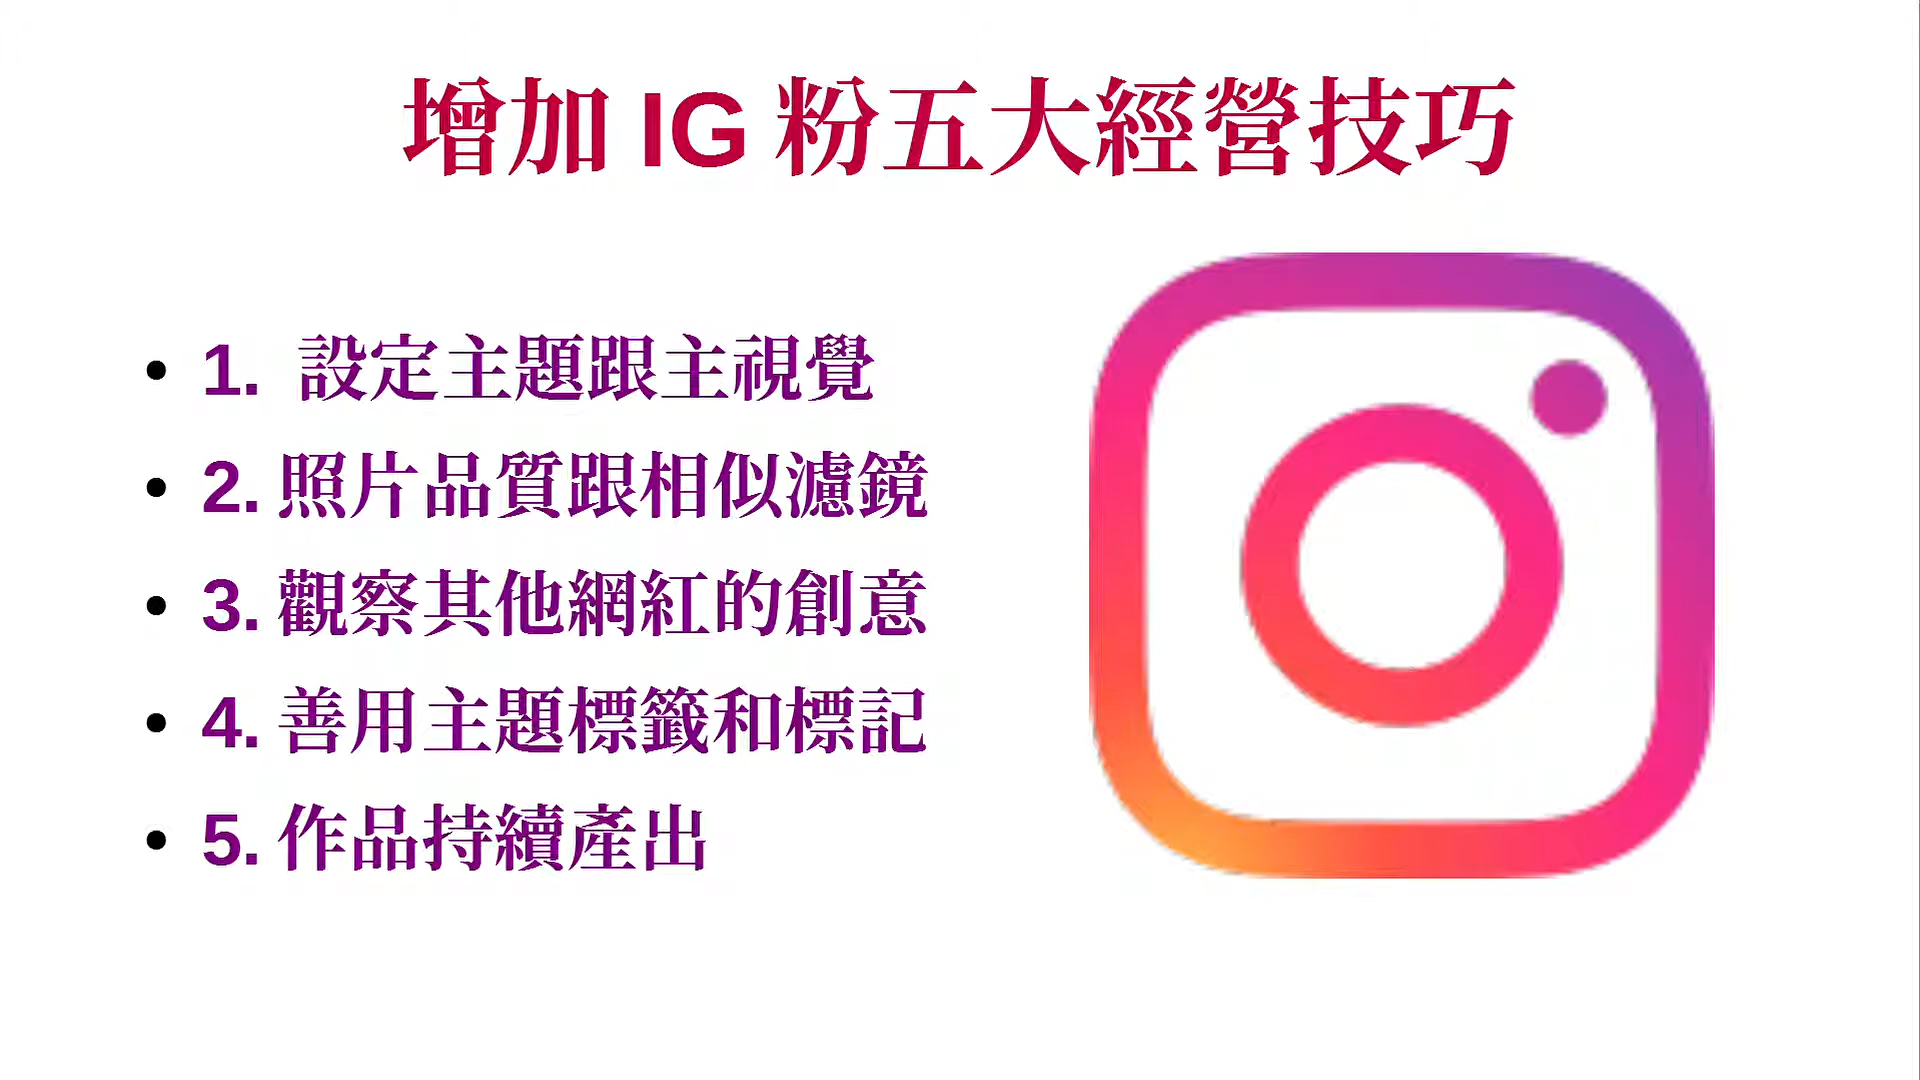 增加 IG 粉五大經營技巧
• 1. 設定主題跟主視覺
• 2. 照片品質跟相似濾鏡
• 3. 觀察其他網紅的創意
• 4. 善用主題標籤和標記
• 5. 作品持續產出